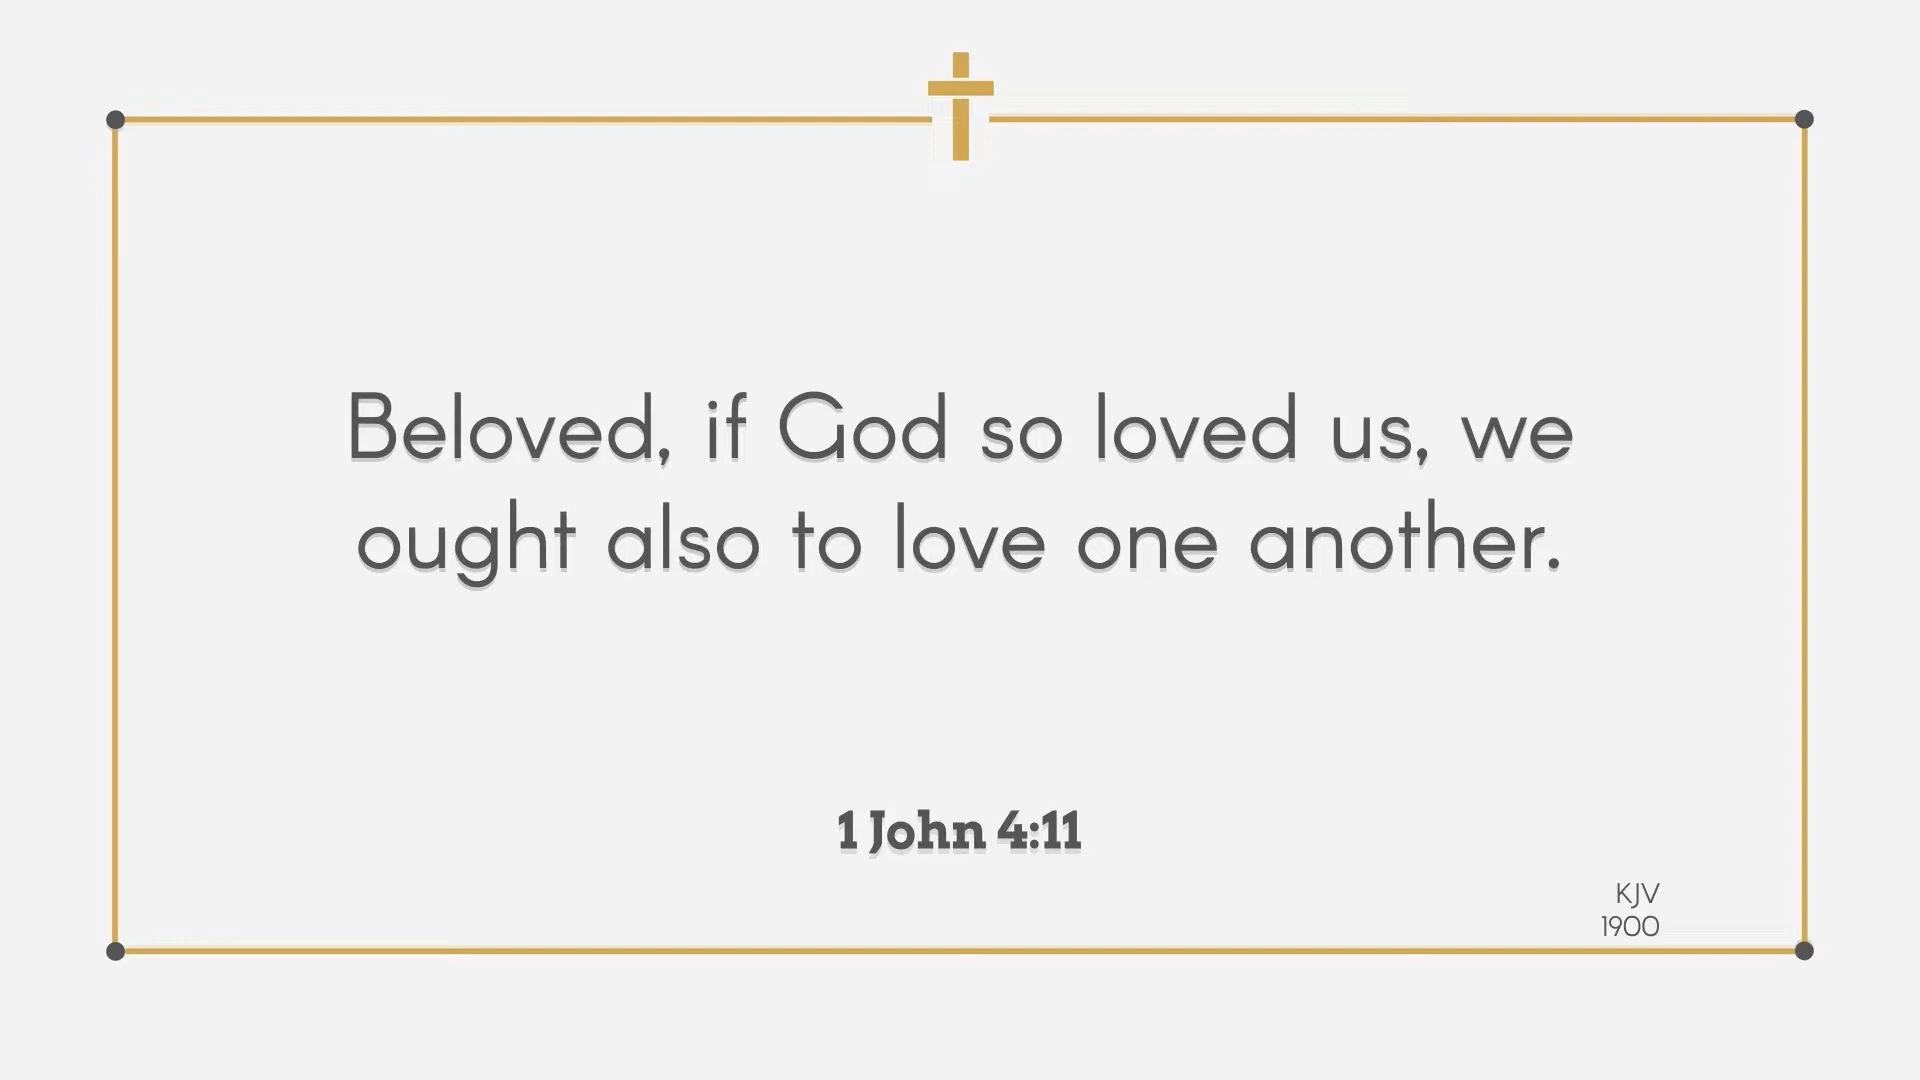 Beloved, if God so loved us, we
ought also to love one another.
1 John 4:11
KJV
1900